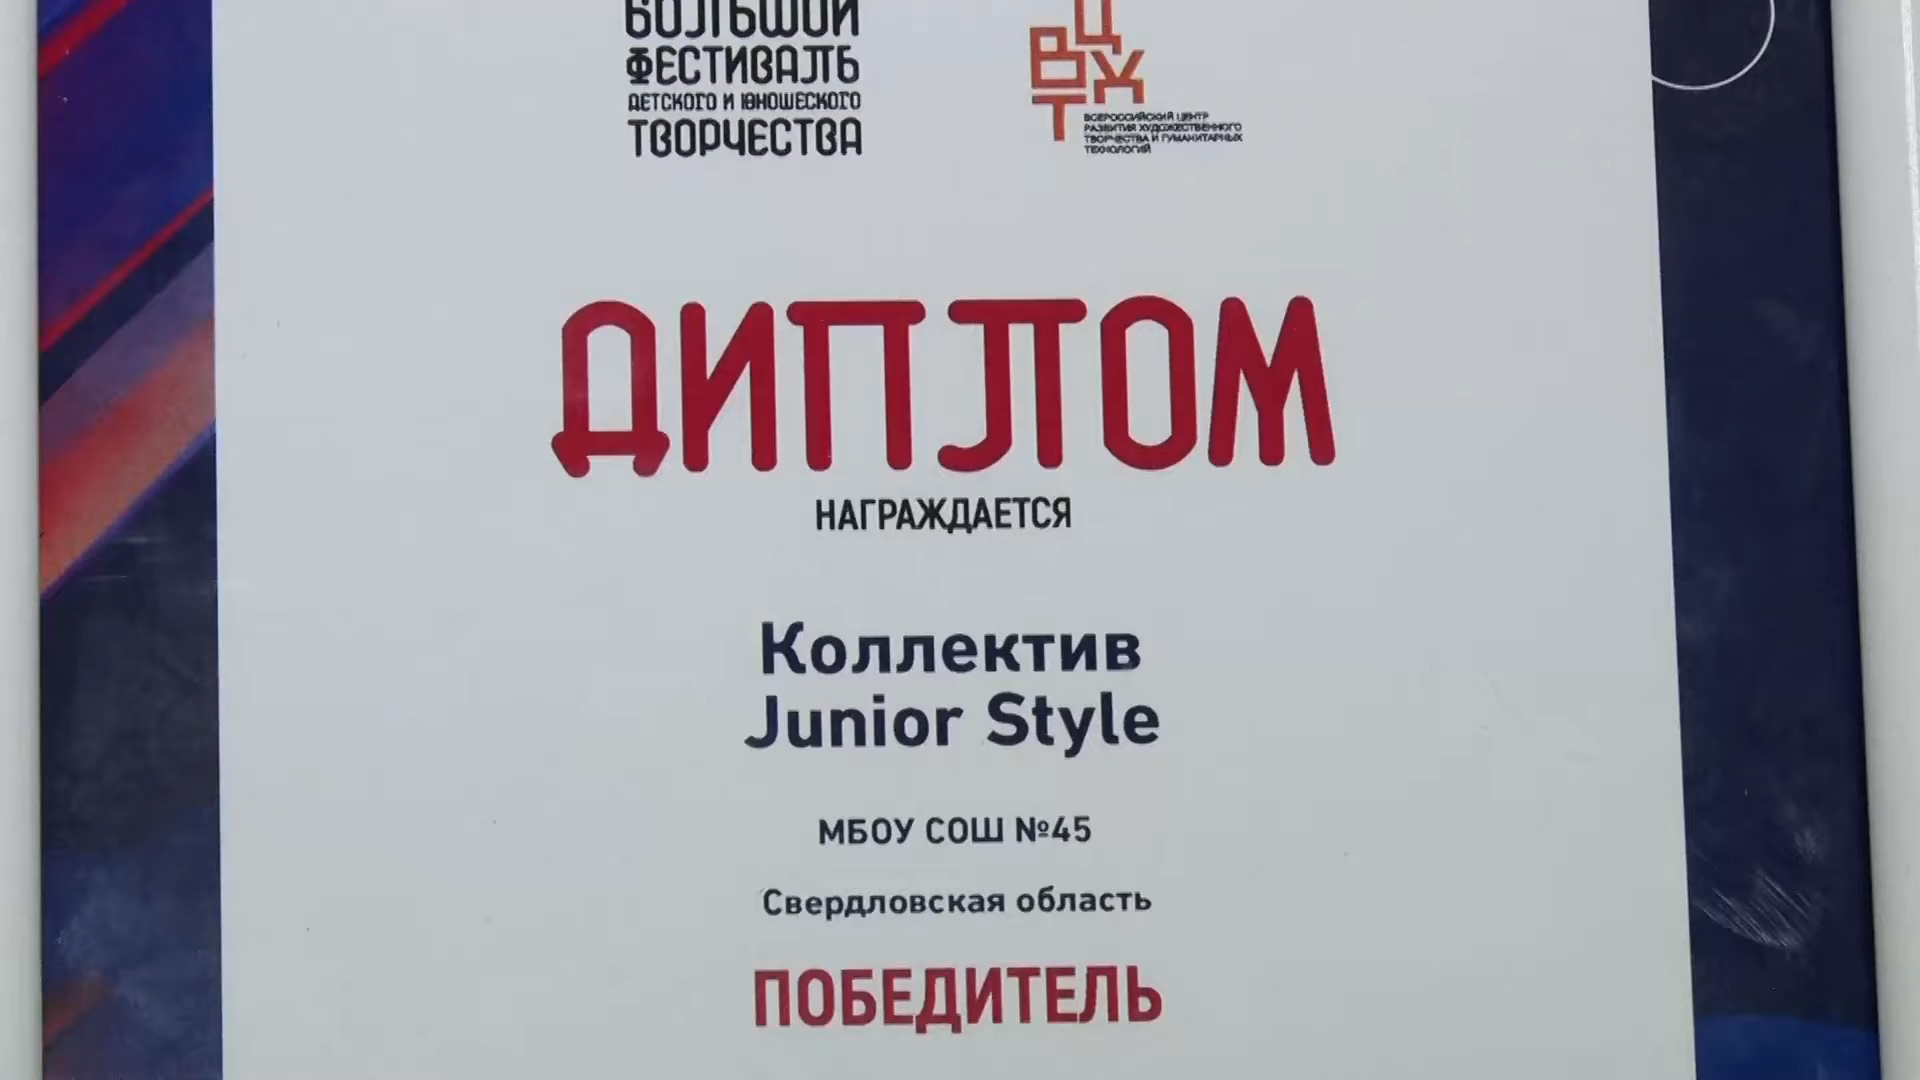 БОЛЬШОЙ
ФЕСТИВАЛЬ
ДЕТСКОГО И ЮНОШЕСКОГО
ТВОРЧЕСТВА
ВЦХТ
ВСЕРОССИЙСКИЙ ЦЕНТР
РАЗВИТИЯ ХУДОЖЕСТВЕННОГО
ТВОРЧЕСТВА И ГУМАНИТАРНЫХ
ТЕХНОЛОГИЙ
ДИПЛОМ
НАГРАЖДАЕТСЯ
Коллектив
Junior Style
МБОУ СОШ №45
Свердловская область
ПОБЕДИТЕЛЬ